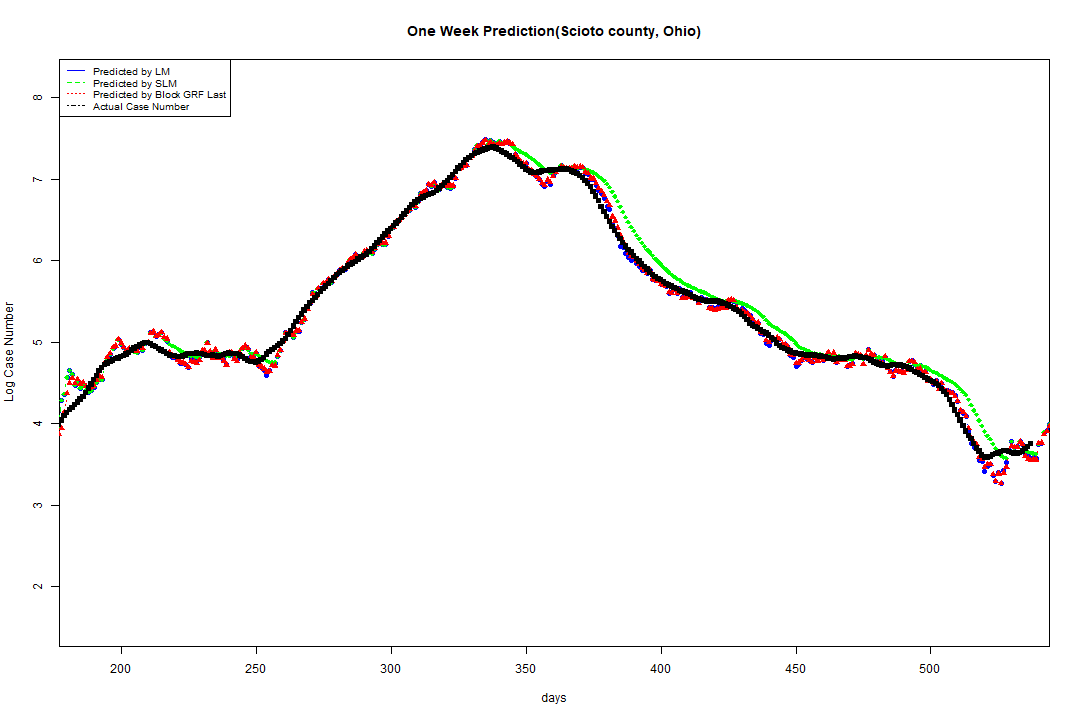 One Week Prediction(Scioto county, Ohio)
Predicted by LM
Predicted by SLM
Predicted by Block GRF Last
Actual Case Number
8
7
6
5
4
3
2
Log Case Number
200 250 300 350 400 450 500
days